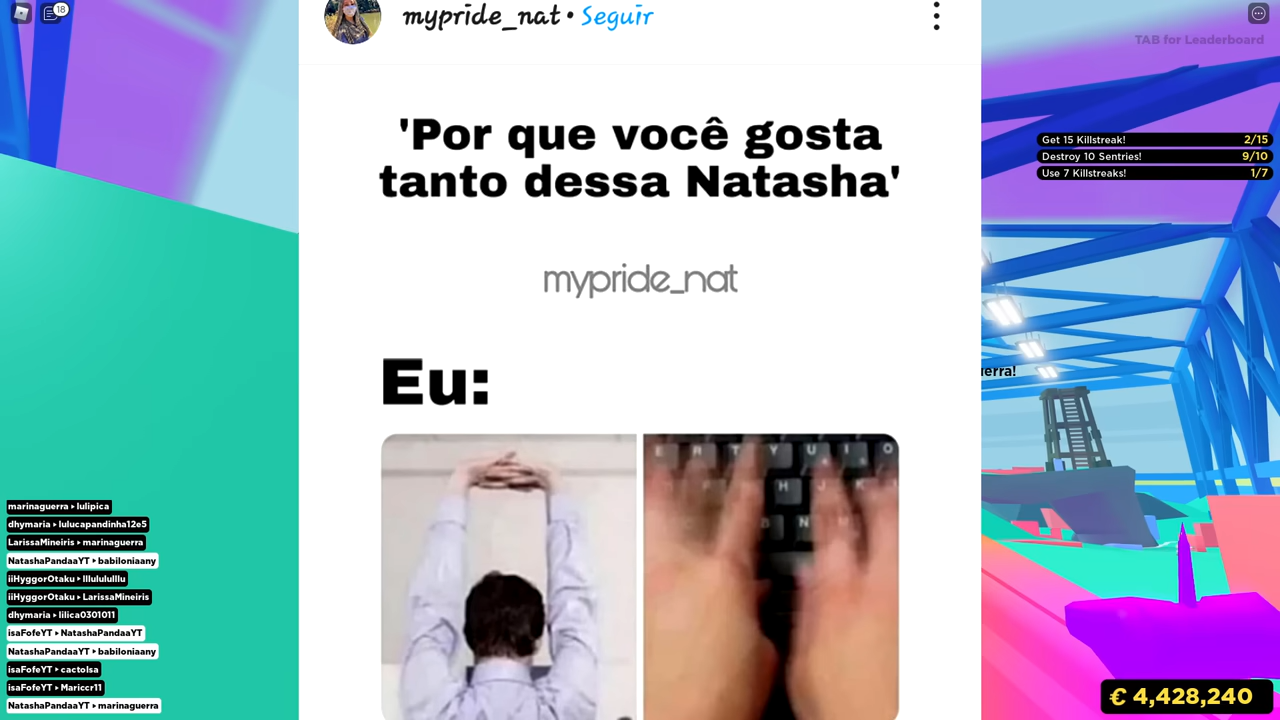 18
mypride_nat • Seguir
TAB for Leaderboard
'Por que você gosta
tanto dessa Natasha'
Get 15 Killstreak! 2/15
Destroy 10 Sentries! 9/10
Use 7 Killstreaks! 1/7
mypride_nat
Eu:
E R T Y U I O
H J K
B N M
marinaguerra ▸ lulipica
dhymaria ▸ lulucapandinha12e5
LarissaMineiris ▸ marinaguerra
NatashaPandaaYT ▸ babiloniaany
iiHyggorOtaku ▸ lllulululllu
iiHyggorOtaku ▸ LarissaMineiris
dhymaria ▸ lilica0301011
isaFofeYT ▸ NatashaPandaaYT
NatashaPandaaYT ▸ babiloniaany
isaFofeYT ▸ cactolsa
isaFofeYT ▸ Mariccr11
NatashaPandaaYT ▸ marinaguerra
€ 4,428,240